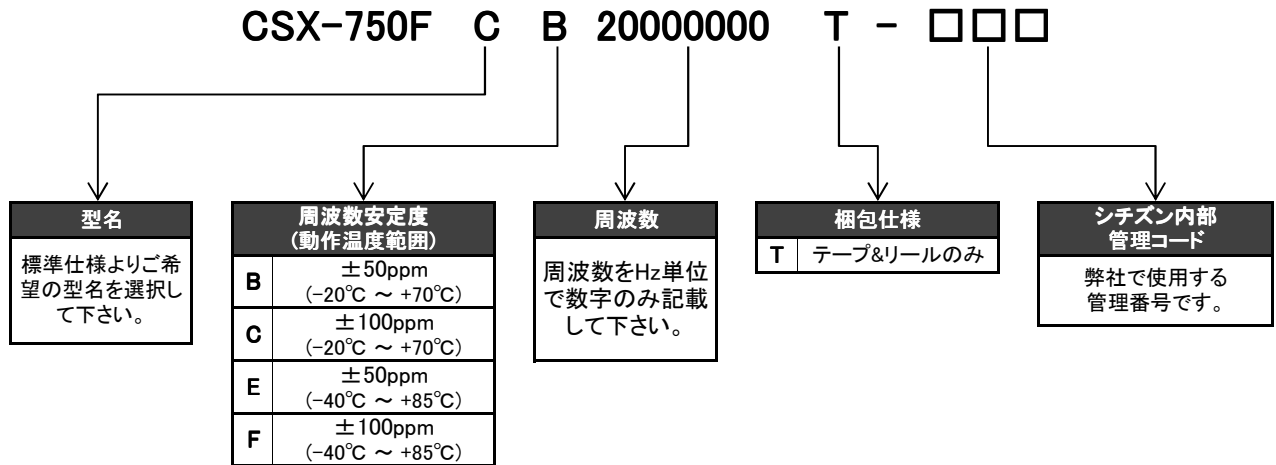 CSX-750F C B 20000000 T - □□□
型名
標準仕様よりご希
望の型名を選択し
て下さい。
周波数安定度
(動作温度範囲)
B ±50ppm
(-20℃ ～ +70℃)
C ±100ppm
(-20℃ ～ +70℃)
E ±50ppm
(-40℃ ～ +85℃)
F ±100ppm
(-40℃ ～ +85℃)
周波数
周波数をHz単位
で数字のみ記載
して下さい。
梱包仕様
T テープ&リールのみ
シチズン内部
管理コード
弊社で使用する
管理番号です。